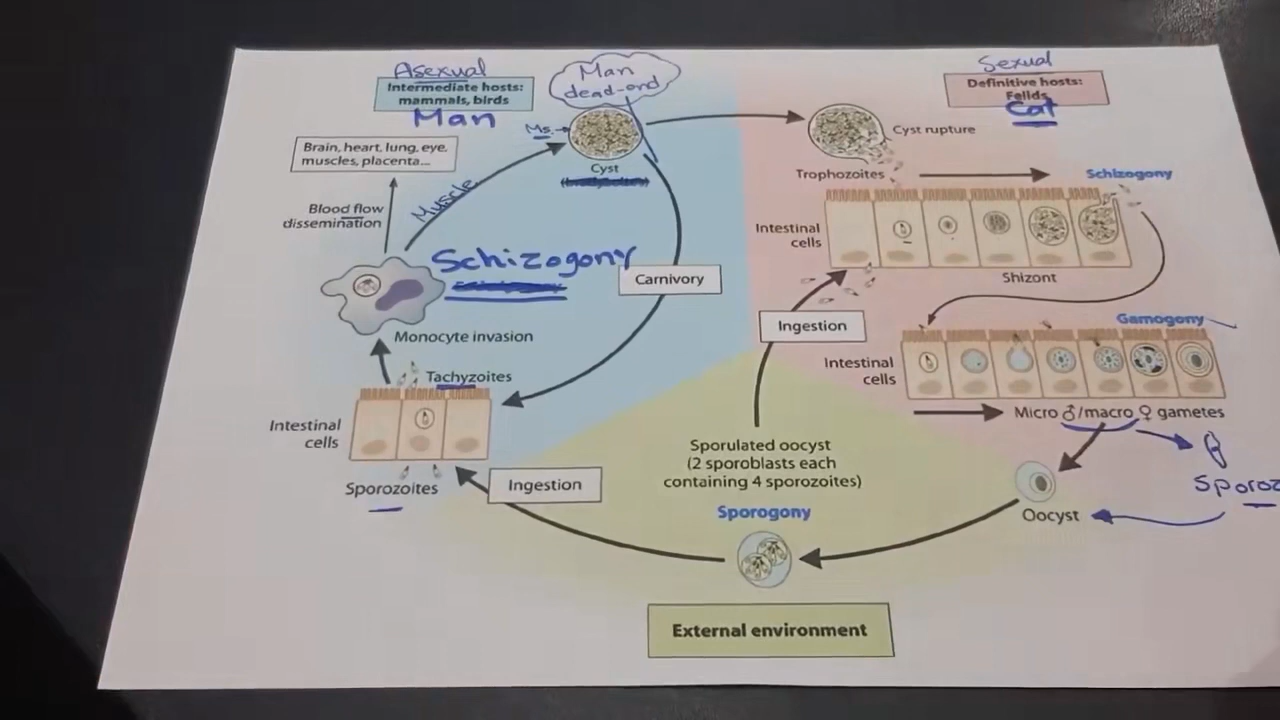 Asexual
Intermediate hosts:
mammals, birds
Man
Man
dead-end
Sexual
Definitive hosts:
Felids
Cat
Ms.
Cyst
Cyst rupture
Brain, heart, lung, eye,
muscles, placenta...
Muscle
Trophozoites
Schizogony
Blood flow
dissemination
Intestinal
cells
Schizogony
Carnivory
Shizont
Ingestion
Gamogony
Monocyte invasion
Intestinal
cells
Tachyzoites
Micro ♂/macro ♀ gametes
Intestinal
cells
Sporulated oocyst
(2 sporoblasts each
containing 4 sporozoites)
Ingestion
Sporozoites
Sporoz
Sporogony
Oocyst
External environment